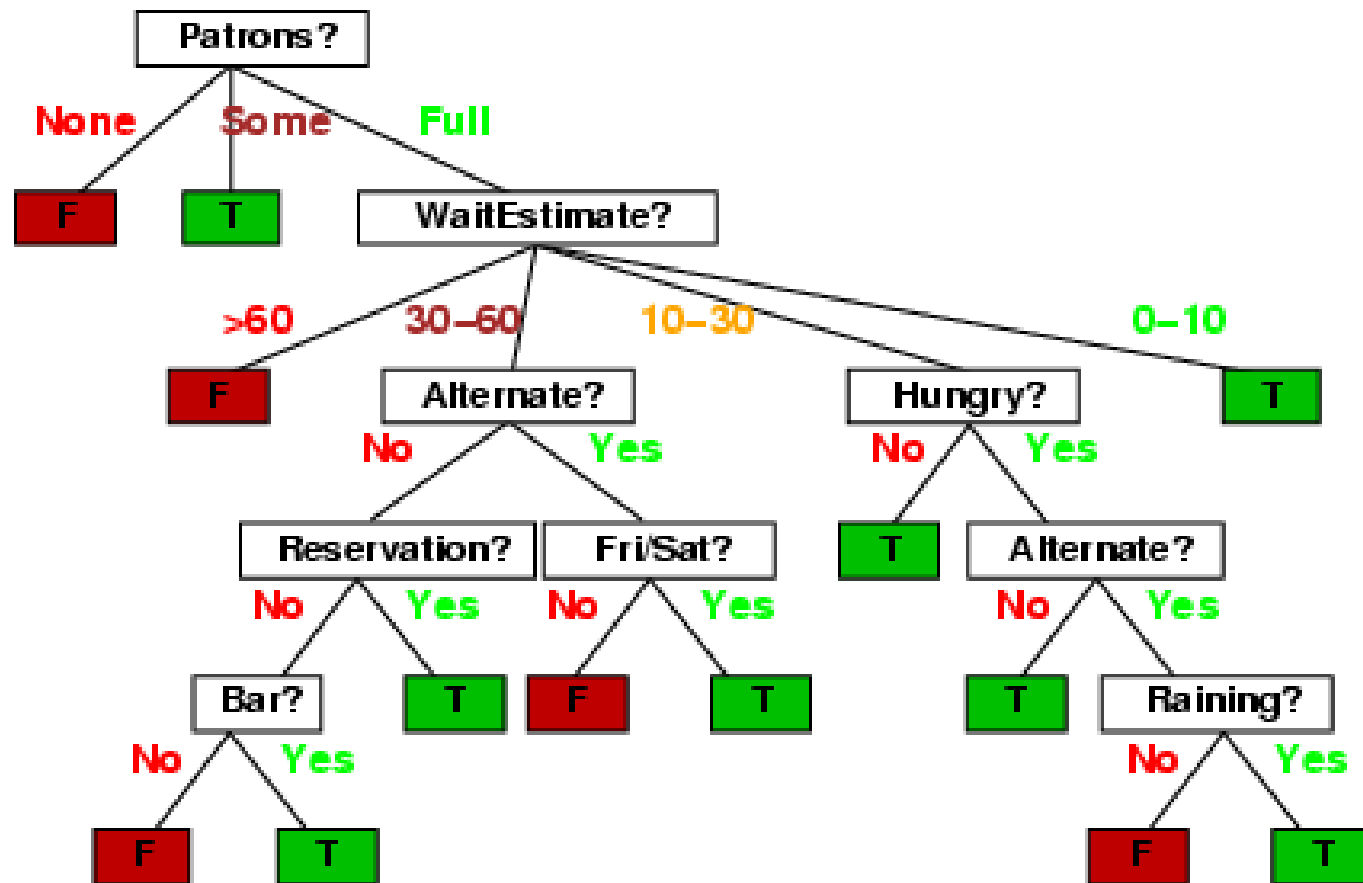 Patrons?
None Some Full
F T WaitEstimate?
>60 30–60 10–30 0–10
F Alternate? Hungry? T
No Yes No Yes
Reservation? Fri/Sat? T Alternate?
No Yes No Yes No Yes
Bar? T F T T Raining?
No Yes No Yes
F T F T